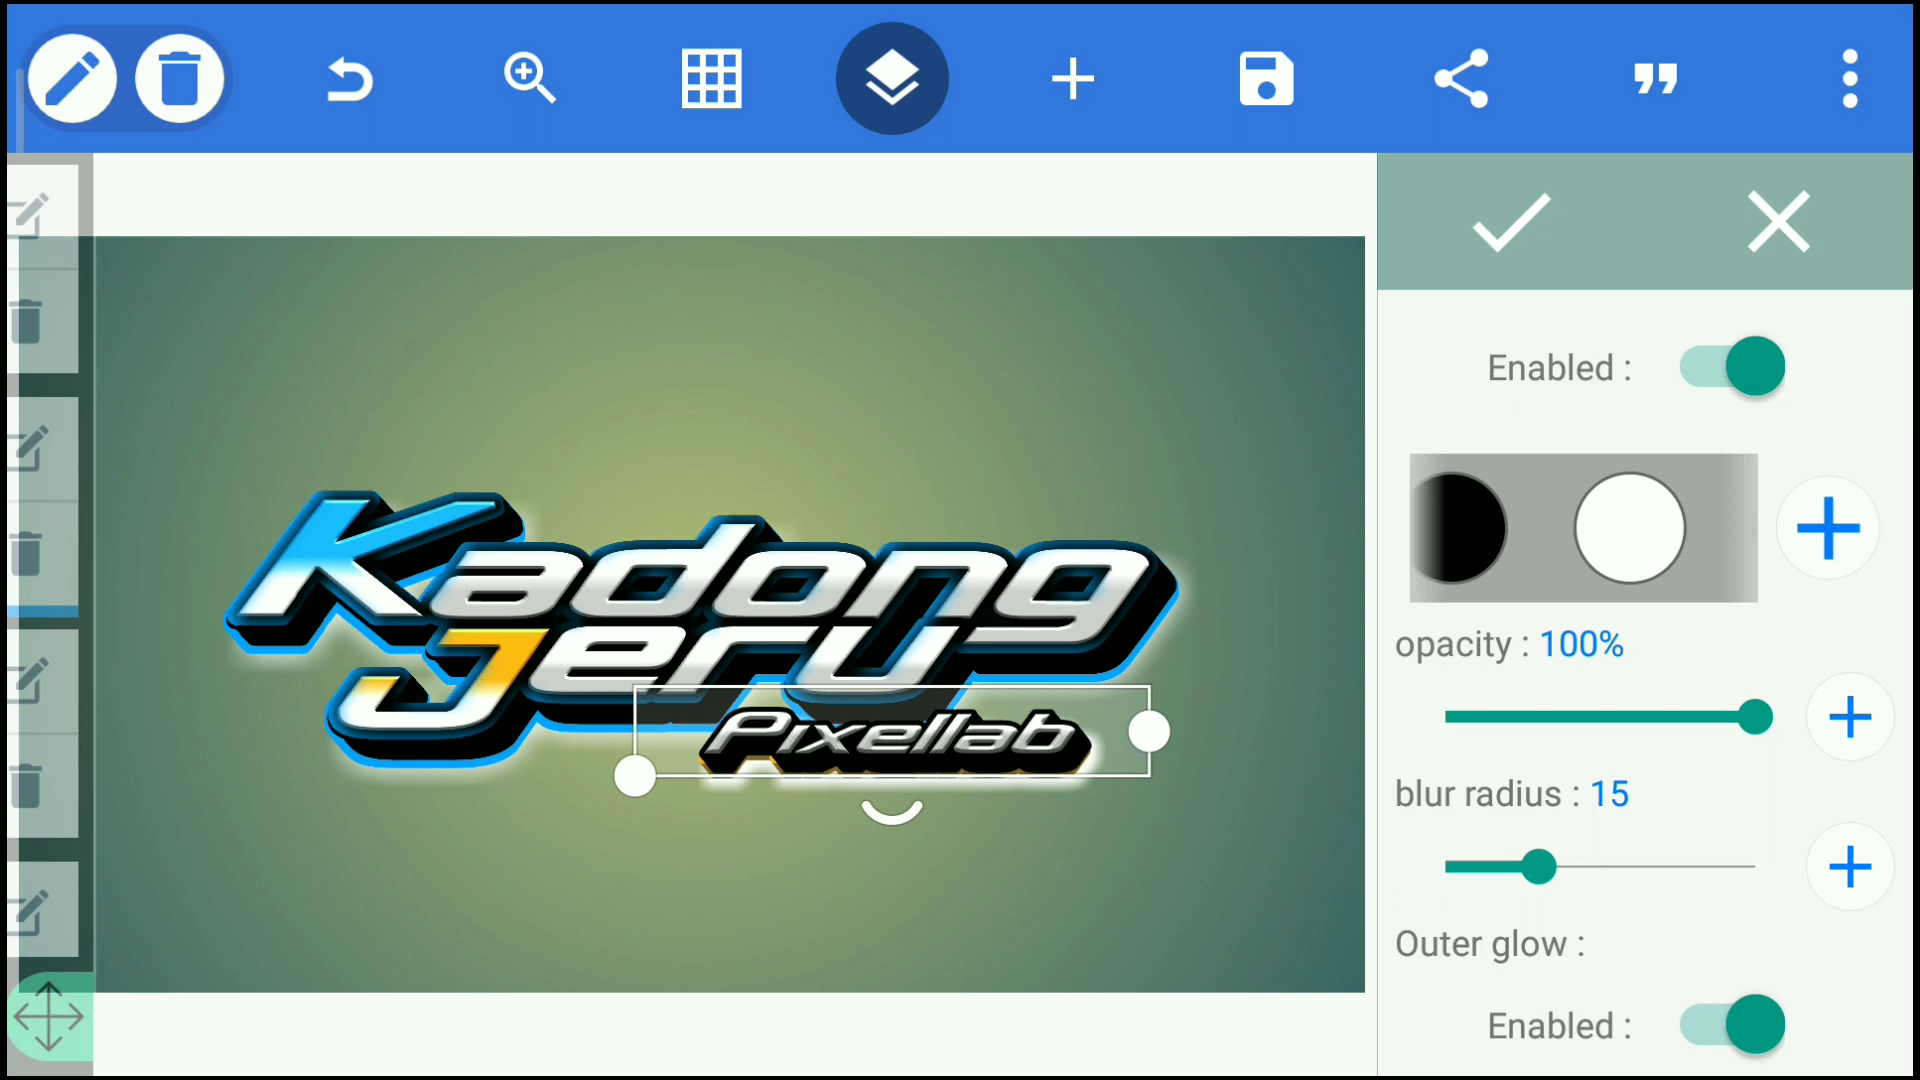 Enabled :
opacity : 100%
blur radius : 15
Outer glow :
Enabled :
Kadong
Jeru
Pixellab